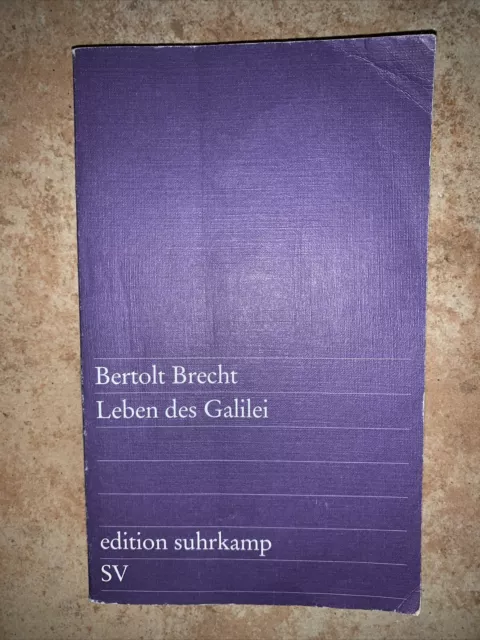 Bertolt Brecht
Leben des Galilei
edition suhrkamp
SV